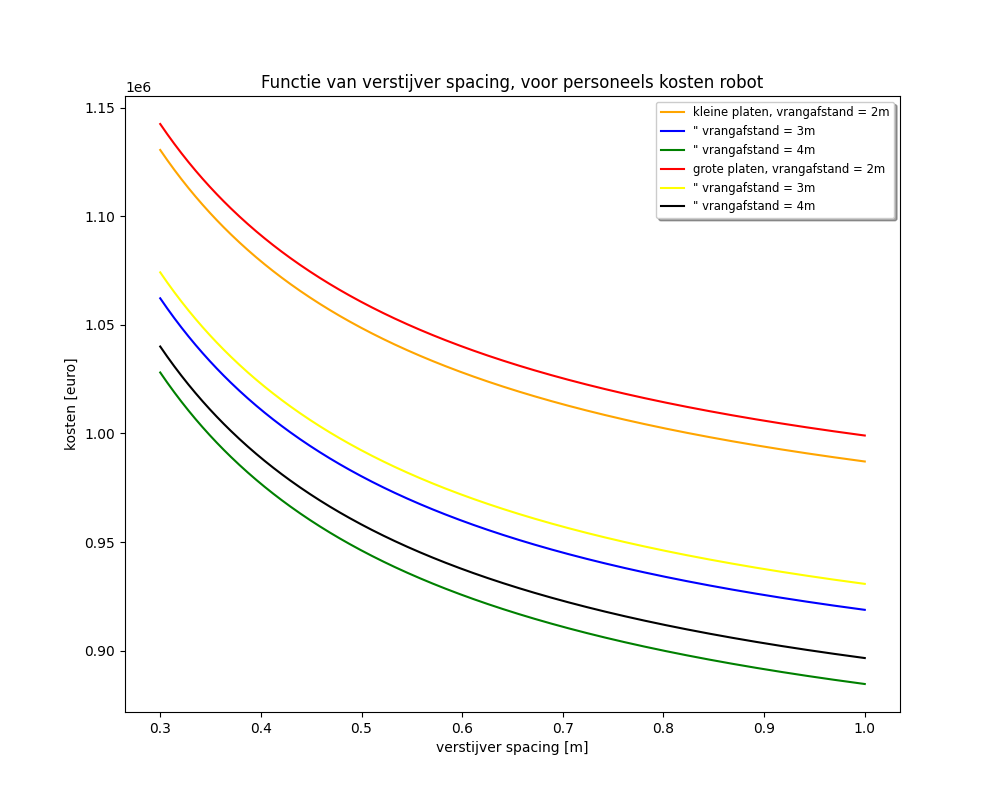 Functie van verstijver spacing, voor personeels kosten robot
1e6
kleine platen, vrangafstand = 2m
" vrangafstand = 3m
" vrangafstand = 4m
grote platen, vrangafstand = 2m
" vrangafstand = 3m
" vrangafstand = 4m
1.15
1.10
1.05
1.00
0.95
0.90
kosten [euro]
0.3 0.4 0.5 0.6 0.7 0.8 0.9 1.0
verstijver spacing [m]